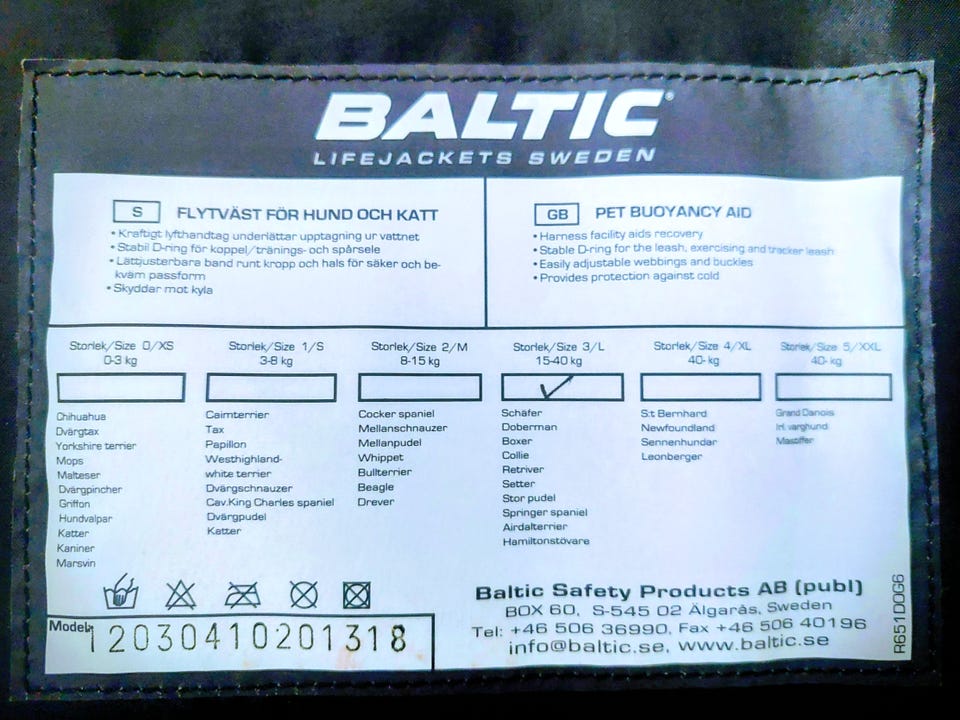 BALTIC®
LIFEJACKETS SWEDEN
S FLYTVÄST FÖR HUND OCH KATT
• Kraftigt lyfthandtag underlättar upptagning ur vattnet
• Stabil D-ring för koppel/tränings- och spårsele
• Lättjusterbara band runt kropp och hals för säker och be-
kväm passform
• Skyddar mot kyla
GB PET BUOYANCY AID
• Harness facility aids recovery
• Stable D-ring for the leash, exercising and tracker leash
• Easily adjustable webbings and buckles
• Provides protection against cold
Storlek/Size 0/XS
0-3 kg
Chihuahua
Dvärgtax
Yorkshire terrier
Mops
Malteser
Dvärgpincher
Griffon
Hundvalpar
Katter
Kaniner
Marsvin
Storlek/Size 1/S
3-8 kg
Cairnterrier
Tax
Papillon
Westhighland-
white terrier
Dvärgschnauzer
Cav.King Charles spaniel
Dvärgpudel
Katter
Storlek/Size 2/M
8-15 kg
Cocker spaniel
Mellanschnauzer
Mellanpudel
Whippet
Bullterrier
Beagle
Drever
Storlek/Size 3/L
15-40 kg
Schäfer
Doberman
Boxer
Collie
Retriver
Setter
Stor pudel
Springer spaniel
Airdalterrier
Hamiltonstövare
Storlek/Size 4/XL
40- kg
S:t Bernhard
Newfoundland
Sennenhundar
Leonberger
Storlek/Size 5/XXL
40- kg
Grand Danois
Irl. varghund
Mastiffer
Model:
12030410201318
Baltic Safety Products AB (publ)
BOX 60, S-545 02 Älgarås, Sweden
Tel: +46 506 36990, Fax +46 506 40196
info@baltic.se, www.baltic.se
R651DOG6